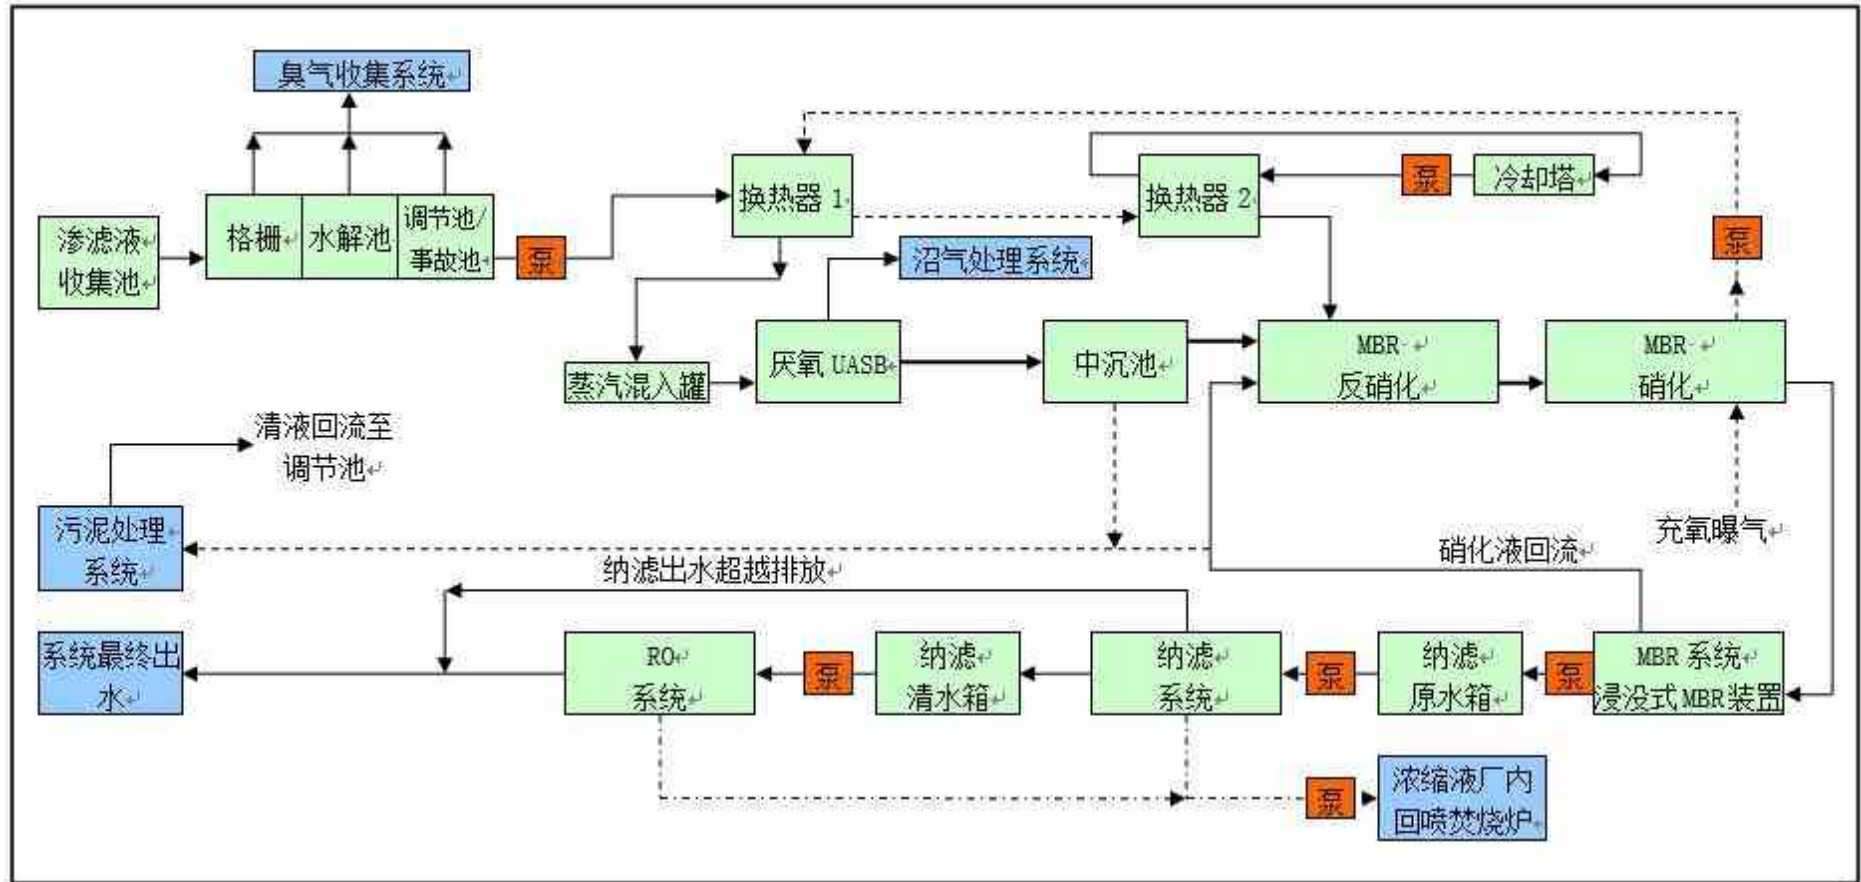 臭气收集系统
渗滤液
收集池
格栅
水解池
调节池/
事故池
泵
换热器 1
换热器 2
泵
冷却塔
泵
沼气处理系统
蒸汽混入罐
厌氧 UASB
中沉池
MBR
反硝化
MBR
硝化
清液回流至
调节池
污泥处理
系统
充氧曝气
硝化液回流
纳滤出水超越排放
系统最终出
水
RO
系统
泵
纳滤
清水箱
纳滤
系统
泵
纳滤
原水箱
泵
MBR 系统
浸没式 MBR 装置
泵
浓缩液厂内
回喷焚烧炉